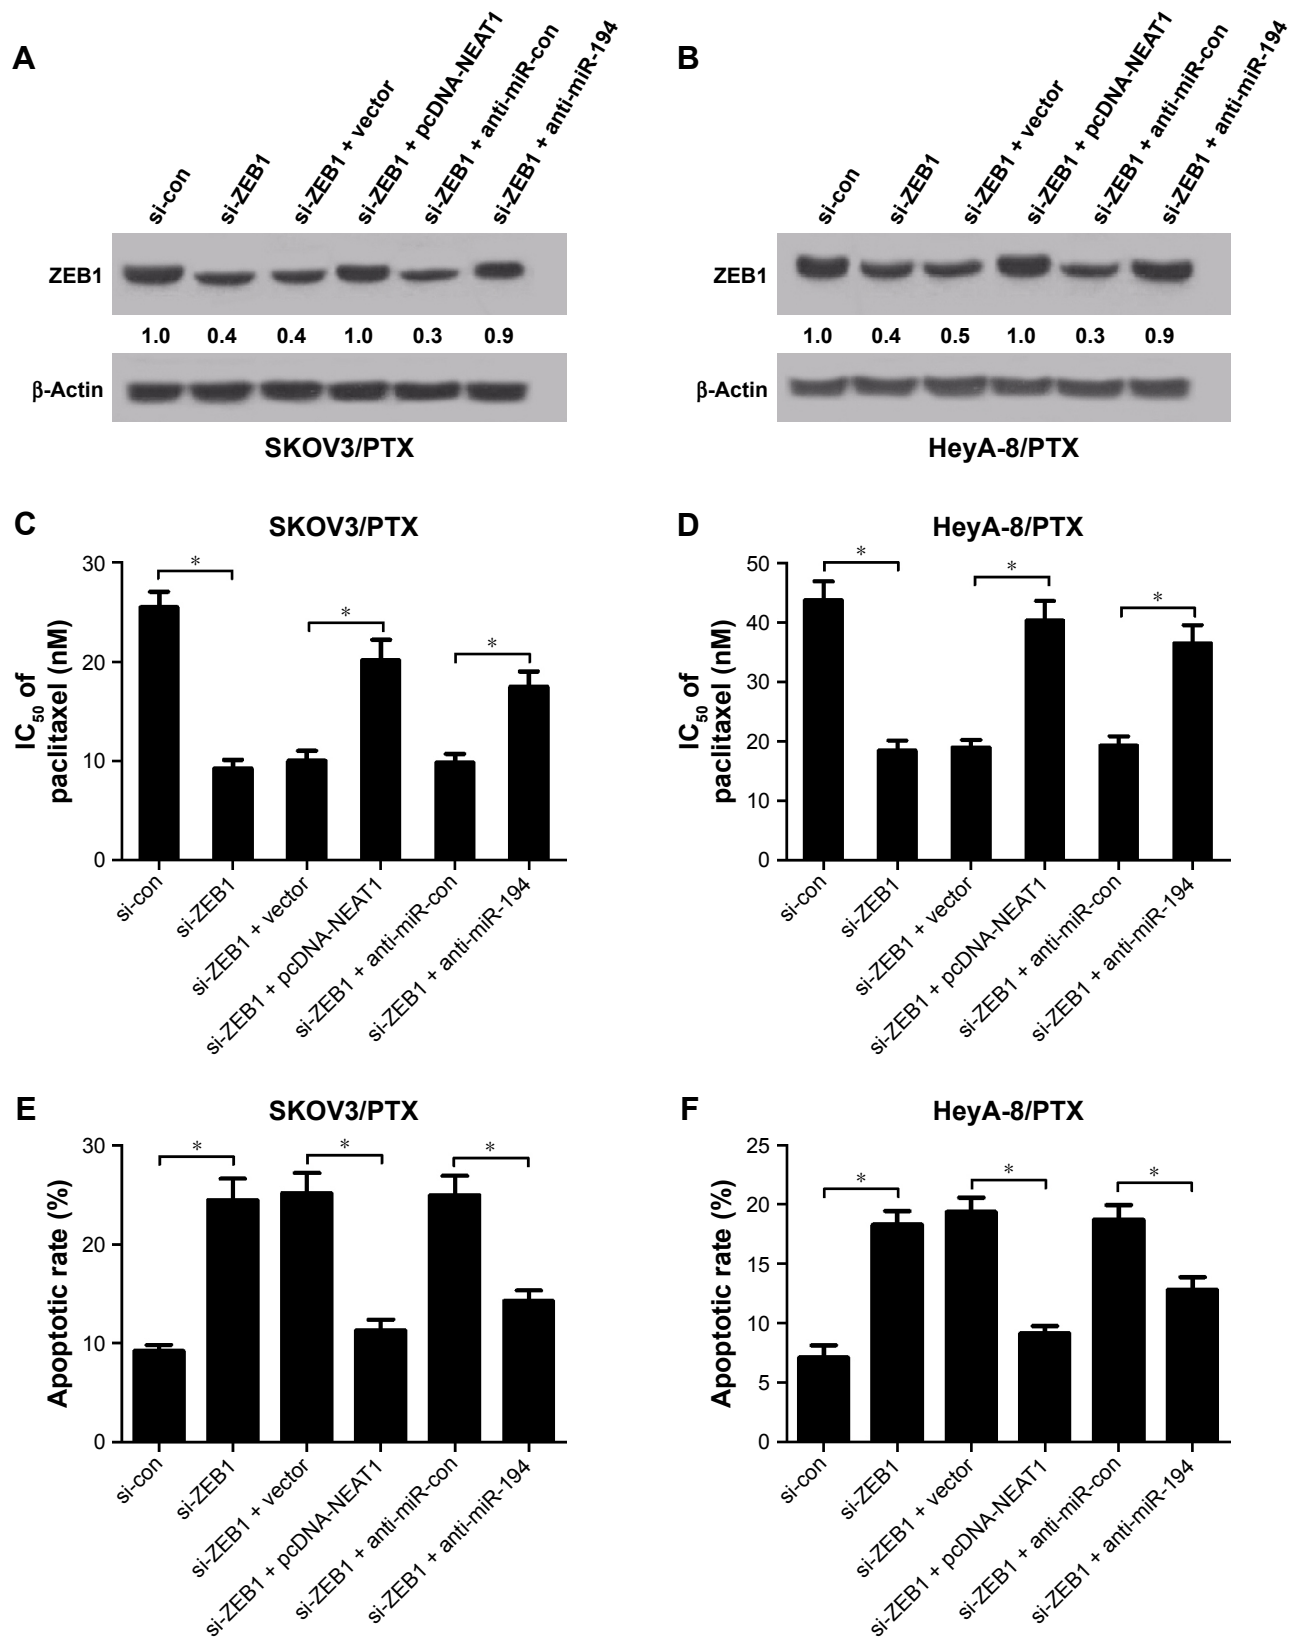 A
si-con
si-ZEB1
si-ZEB1 + vector
si-ZEB1 + pcDNA-NEAT1
si-ZEB1 + anti-miR-con
si-ZEB1 + anti-miR-194
ZEB1
1.0 0.4 0.4 1.0 0.3 0.9
β-Actin
SKOV3/PTX
B
si-con
si-ZEB1
si-ZEB1 + vector
si-ZEB1 + pcDNA-NEAT1
si-ZEB1 + anti-miR-con
si-ZEB1 + anti-miR-194
ZEB1
1.0 0.4 0.5 1.0 0.3 0.9
β-Actin
HeyA-8/PTX
C
SKOV3/PTX
IC50 of
paclitaxel (nM)
30
20
10
0
*
*
*
si-con
si-ZEB1
si-ZEB1 + vector
si-ZEB1 + pcDNA-NEAT1
si-ZEB1 + anti-miR-con
si-ZEB1 + anti-miR-194
D
HeyA-8/PTX
IC50 of
paclitaxel (nM)
50
40
30
20
10
0
*
*
*
si-con
si-ZEB1
si-ZEB1 + vector
si-ZEB1 + pcDNA-NEAT1
si-ZEB1 + anti-miR-con
si-ZEB1 + anti-miR-194
E
SKOV3/PTX
Apoptotic rate (%)
30
20
10
0
*
*
*
si-con
si-ZEB1
si-ZEB1 + vector
si-ZEB1 + pcDNA-NEAT1
si-ZEB1 + anti-miR-con
si-ZEB1 + anti-miR-194
F
HeyA-8/PTX
Apoptotic rate (%)
25
20
15
10
5
0
*
*
*
si-con
si-ZEB1
si-ZEB1 + vector
si-ZEB1 + pcDNA-NEAT1
si-ZEB1 + anti-miR-con
si-ZEB1 + anti-miR-194